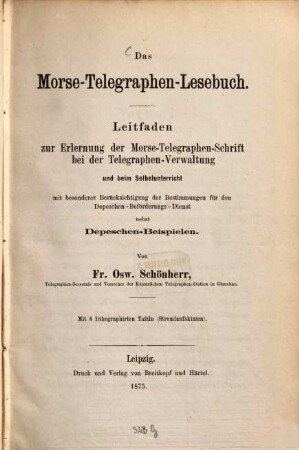 Das
Morse-Telegraphen-Lesebuch.
Leitfaden
zur Erlernung der Morse-Telegraphen-Schrift
bei der Telegraphen-Verwaltung
und beim Selbstunterricht
mit besonderer Berücksichtigung der Bestimmungen für den
Depeschen-Beförderungs-Dienst
nebst
Depeschen-Beispielen.
Von
Fr. Osw. Schönherr,
Telegraphen-Secretair und Vorsteher der Kaiserlichen Telegraphen-Station in Glauchau.
Mit 8 lithographirten Tafeln (Stromlaufskizzen).
Leipzig.
Druck und Verlag von Breitkopf und Härtel.
1875.